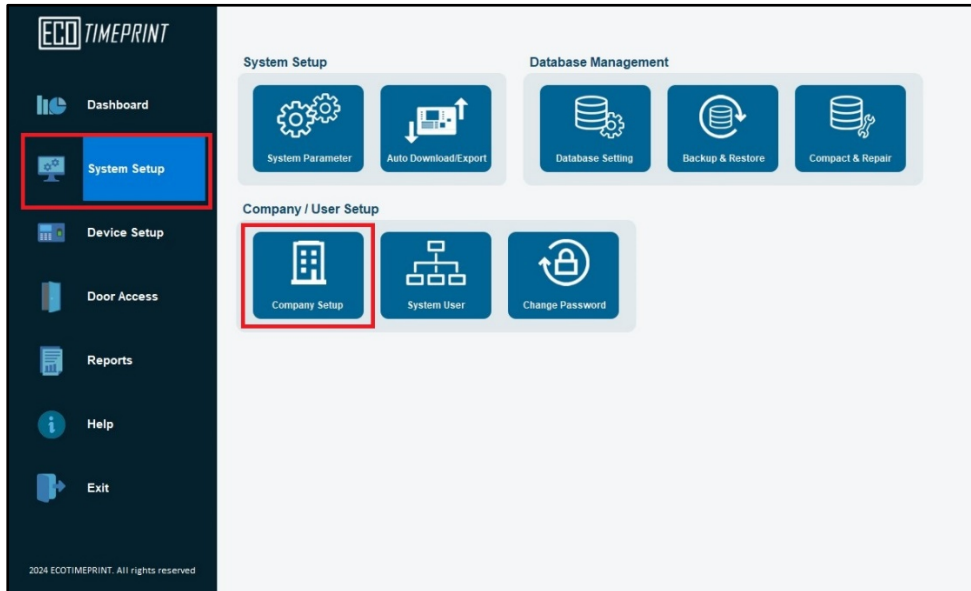 ECO TIMEPRINT
Dashboard
System Setup
Device Setup
Door Access
Reports
Help
Exit
2024 ECOTIMEPRINT. All rights reserved
System Setup
System Parameter
Auto Download/Export
Database Management
Database Setting
Backup & Restore
Compact & Repair
Company / User Setup
Company Setup
System User
Change Password